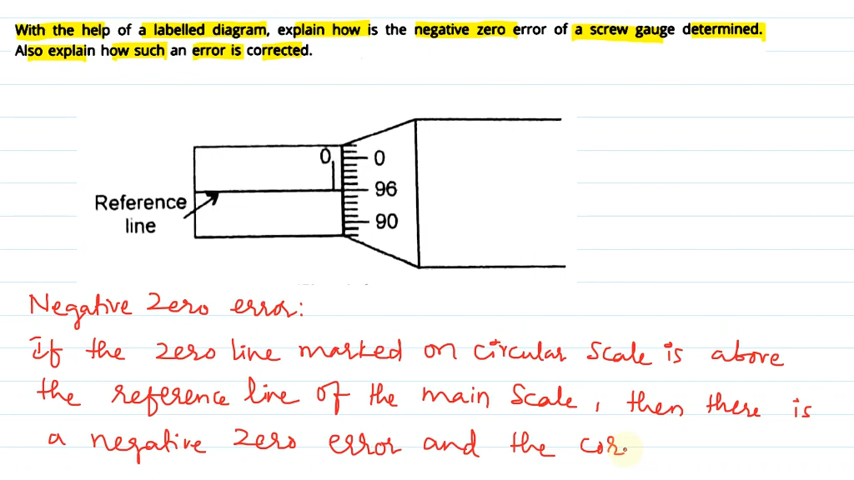 With the help of a labelled diagram, explain how is the negative zero error of a screw gauge determined.
Also explain how such an error is corrected.
0
0
96
90
Reference
line
Negative Zero error:
If the zero line marked on circular scale is above
the reference line of the main scale, then there is
a negative zero error and the cor